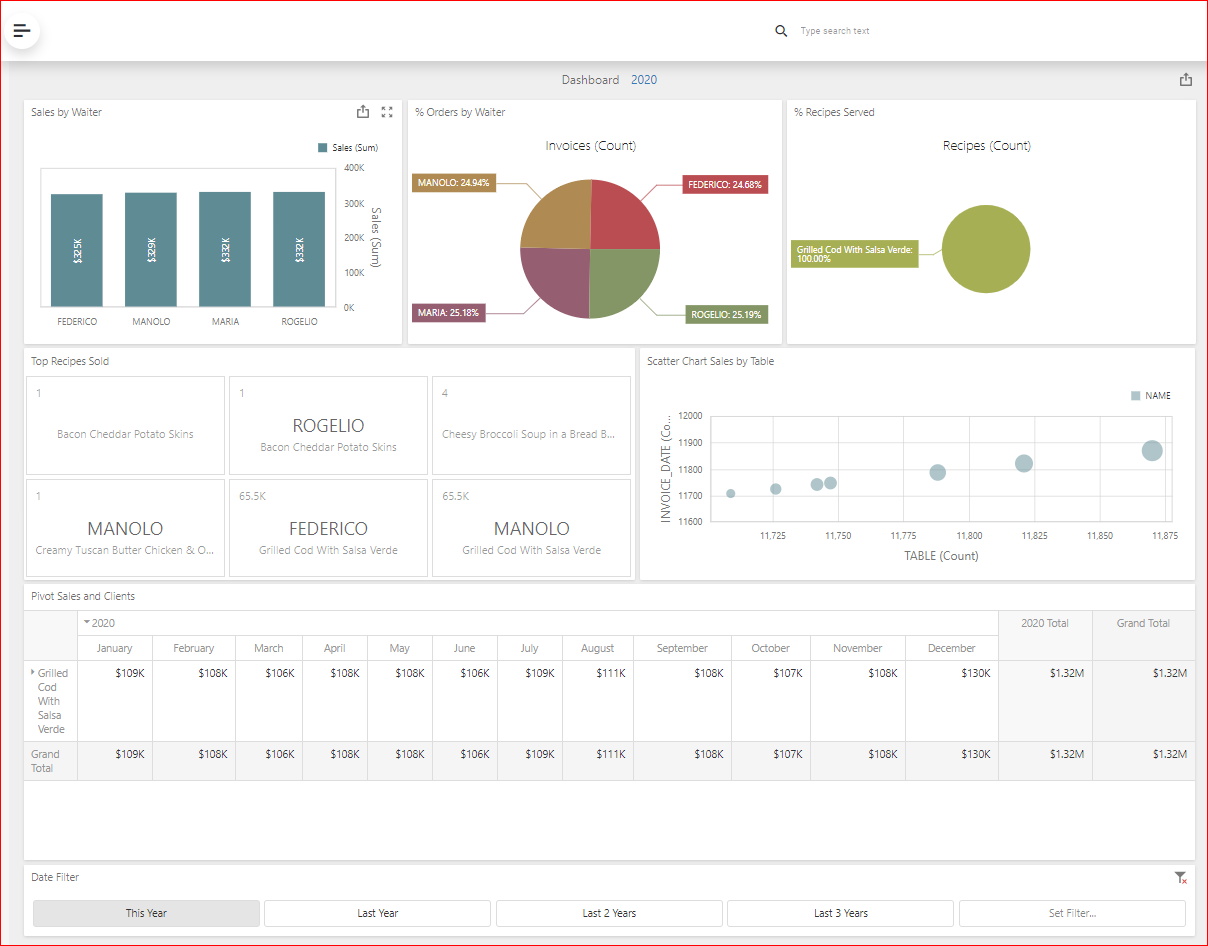 Type search text
Dashboard 2020
Sales by Waiter
Sales (Sum)
400K
300K
200K
100K
0K
Sales (Sum)
$325K
$329K
$332K
$332K
FEDERICO
MANOLO
MARIA
ROGELIO
% Orders by Waiter
Invoices (Count)
MANOLO: 24.94%
FEDERICO: 24.68%
MARIA: 25.18%
ROGELIO: 25.19%
% Recipes Served
Recipes (Count)
Grilled Cod With Salsa Verde:
100.00%
Top Recipes Sold
1
Bacon Cheddar Potato Skins
1
ROGELIO
Bacon Cheddar Potato Skins
4
Cheesy Broccoli Soup in a Bread B...
1
MANOLO
Creamy Tuscan Butter Chicken & O...
65.5K
FEDERICO
Grilled Cod With Salsa Verde
65.5K
MANOLO
Grilled Cod With Salsa Verde
Scatter Chart Sales by Table
NAME
INVOICE_DATE (Co...
12000
11900
11800
11700
11600
11,725 11,750 11,775 11,800 11,825 11,850 11,875
TABLE (Count)
Pivot Sales and Clients
2020 2020 Total Grand Total
January February March April May June July August September October November December
Grilled $109K $108K $106K $108K $108K $106K $109K $111K $108K $107K $108K $130K $1.32M $1.32M
Cod
With
Salsa
Verde
Grand $109K $108K $106K $108K $108K $106K $109K $111K $108K $107K $108K $130K $1.32M $1.32M
Total
Date Filter
This Year Last Year Last 2 Years Last 3 Years Set Filter...